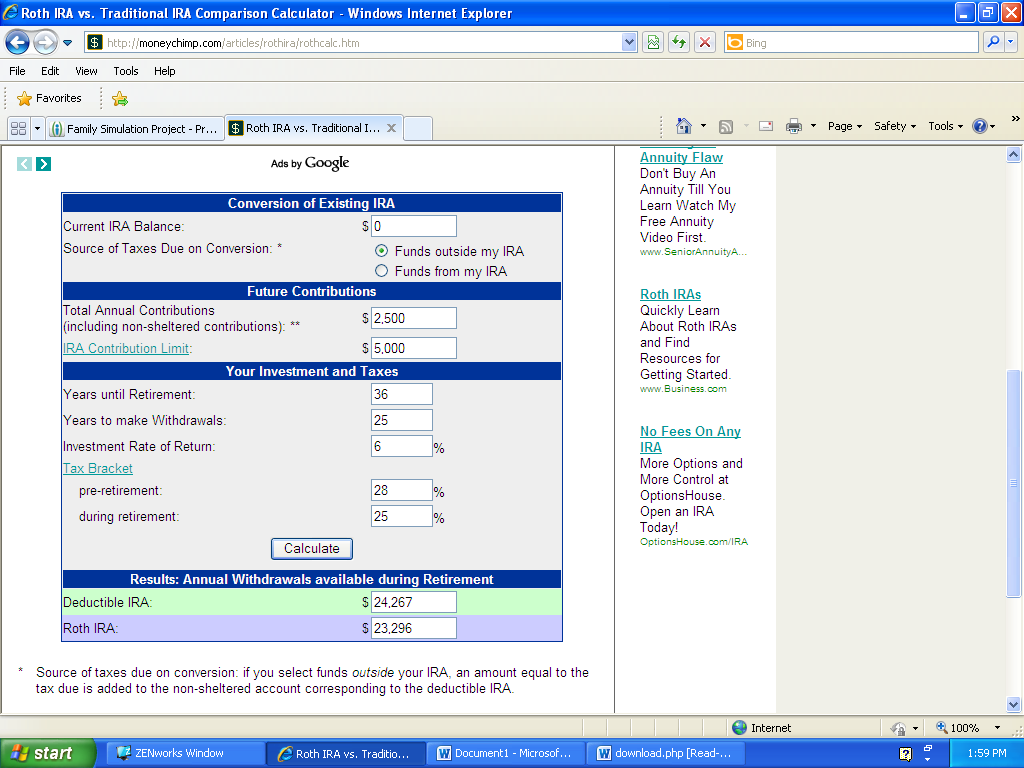 Roth IRA vs. Traditional IRA Comparison Calculator - Windows Internet Explorer
http://moneychimp.com/articles/rothira/rothcalc.htm
Bing
File Edit View Tools Help
Favorites
Family Simulation Project - Pr...
$ Roth IRA vs. Traditional I...
Page
Safety
Tools
Ads by Google
Conversion of Existing IRA
Current IRA Balance: $ 0
Source of Taxes Due on Conversion: *
Funds outside my IRA
Funds from my IRA
Future Contributions
Total Annual Contributions
(including non-sheltered contributions): ** $ 2,500
IRA Contribution Limit: $ 5,000
Your Investment and Taxes
Years until Retirement: 36
Years to make Withdrawals: 25
Investment Rate of Return: 6 %
Tax Bracket
pre-retirement: 28 %
during retirement: 25 %
Calculate
Results: Annual Withdrawals available during Retirement
Deductible IRA: $ 24,267
Roth IRA: $ 23,296
* Source of taxes due on conversion: if you select funds outside your IRA, an amount equal to the
tax due is added to the non-sheltered account corresponding to the deductible IRA.
Annuity Flaw
Don't Buy An
Annuity Till You
Learn Watch My
Free Annuity
Video First.
www.SeniorAnnuityA...
Roth IRAs
Quickly Learn
About Roth IRAs
and Find
Resources for
Getting Started.
www.Business.com
No Fees On Any
IRA
More Options and
More Control at
OptionsHouse.
Open an IRA
Today!
OptionsHouse.com/IRA
Internet
100%
start
ZENworks Window
Roth IRA vs. Traditio...
Document1 - Microsof...
download.php [Read-...
1:59 PM